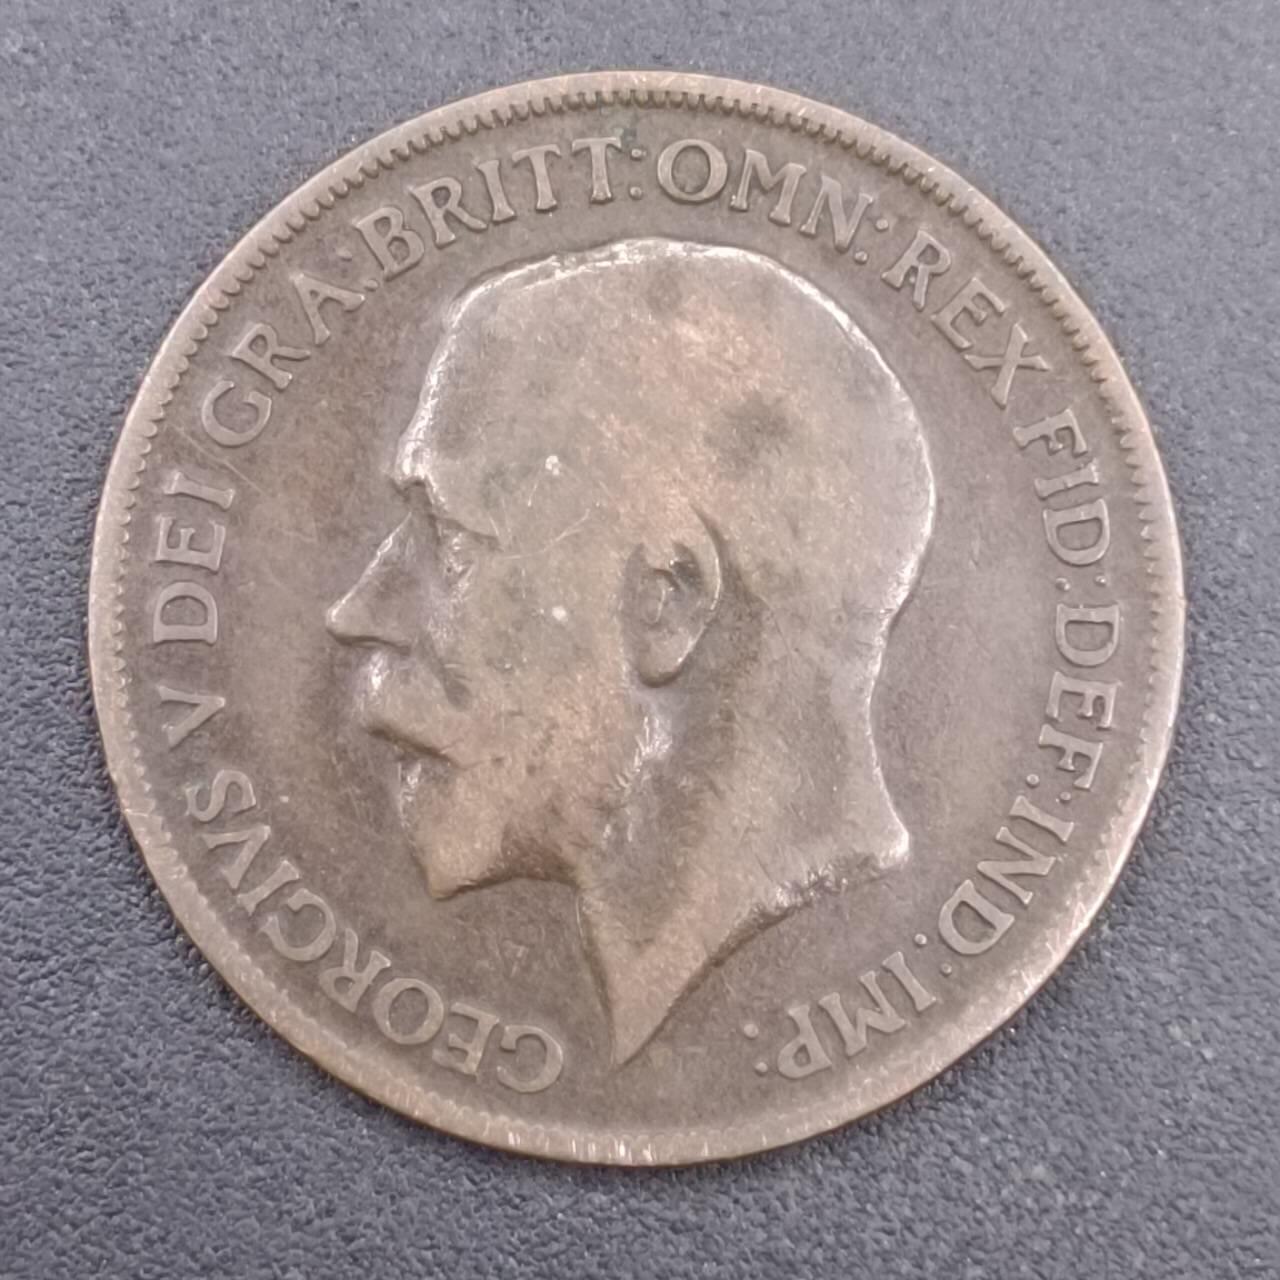 GEORGIVS V DEI GRA: BRITT: OMN: REX FID: DEF: IND: IMP: